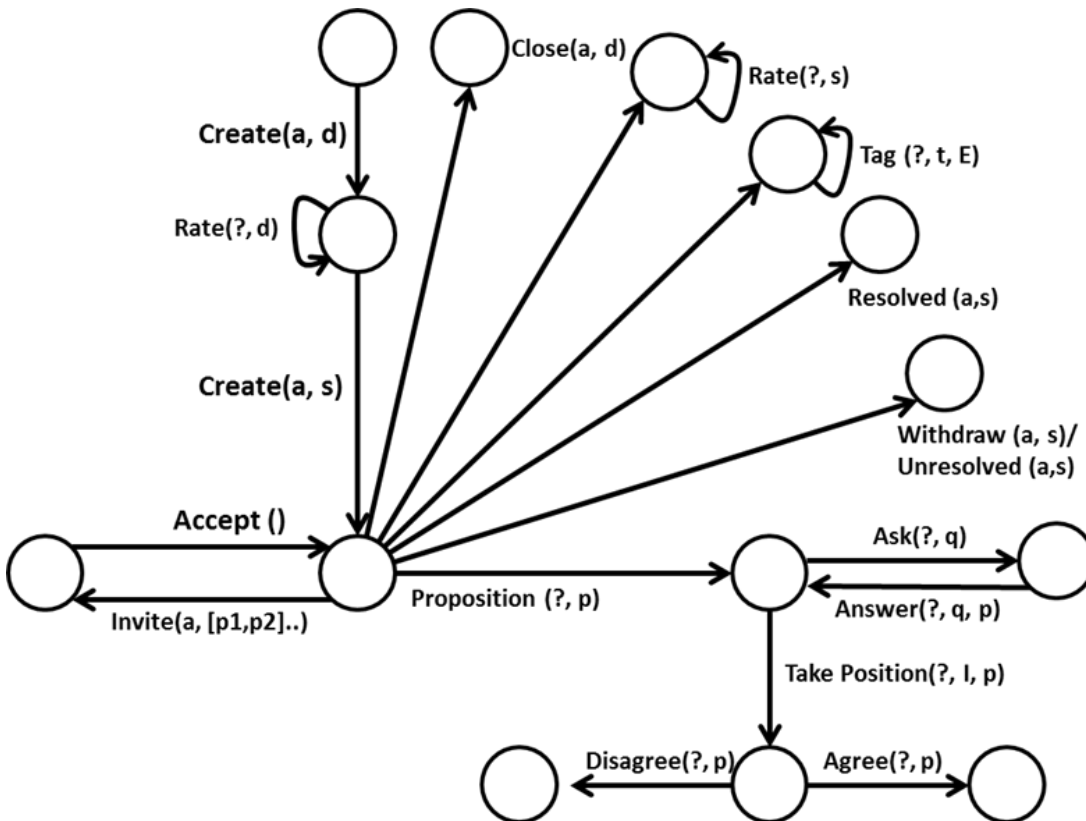 Close(a, d)
Rate(?, s)
Create(a, d)
Tag (?, t, E)
Rate(?, d)
Resolved (a,s)
Create(a, s)
Withdraw (a, s)/
Unresolved (a,s)
Accept ()
Ask(?, q)
Proposition (?, p)
Answer(?, q, p)
Invite(a, [p1,p2]..)
Take Position(?, I, p)
Disagree(?, p)
Agree(?, p)